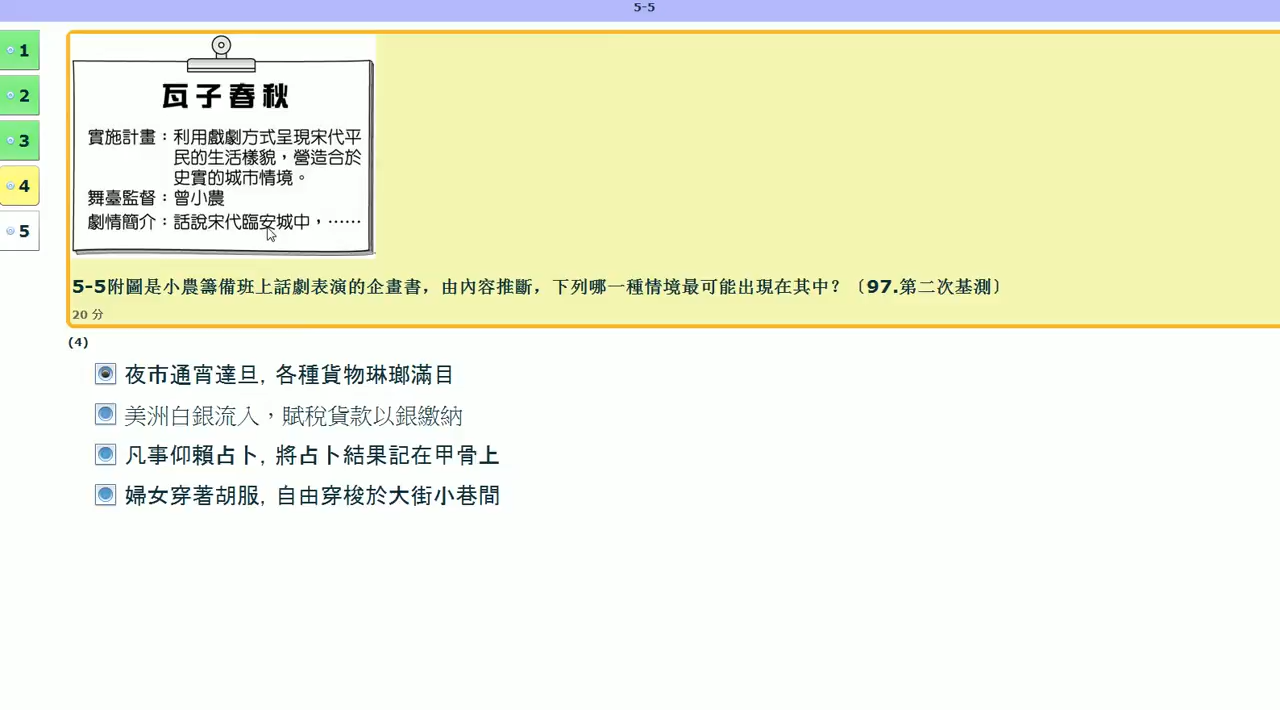 5-5
1
2
3
4
5
瓦子春秋
實施計畫：利用戲劇方式呈現宋代平
民的生活樣貌，營造合於
史實的城市情境。
舞臺監督：曾小農
劇情簡介：話說宋代臨安城中，……
5-5附圖是小農籌備班上話劇表演的企畫書，由內容推斷，下列哪一種情境最可能出現在其中？〔97.第二次基測〕
20 分
(4)
夜市通宵達旦, 各種貨物琳瑯滿目
美洲白銀流入，賦稅貨款以銀繳納
凡事仰賴占卜, 將占卜結果記在甲骨上
婦女穿著胡服, 自由穿梭於大街小巷間